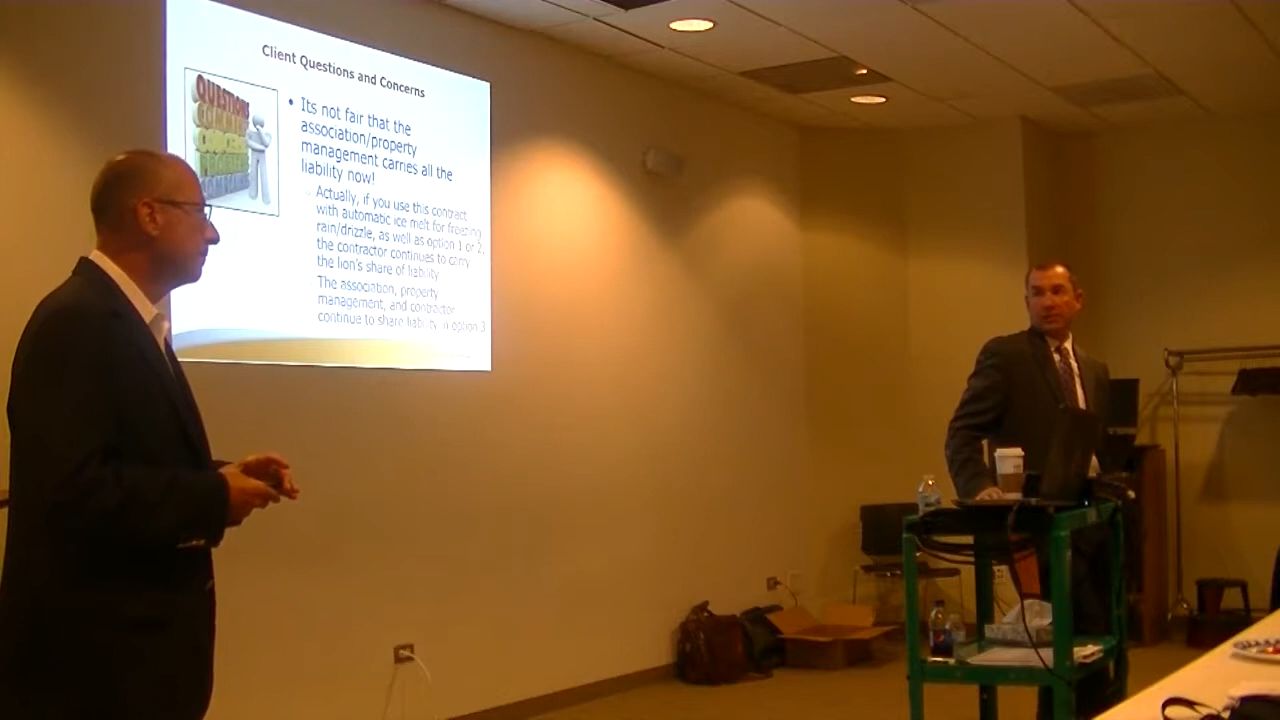 Client Questions and Concerns
QUESTIONS
• Its not fair that the
association/property
management carries all the
liability now!
Actually, if you use this contract
with automatic ice melt for freezing
rain/drizzle, as well as option 1 or 2,
the contractor continues to carry
the lion's share of liability
The association, property
management, and contractor
continue to share liability in option 3